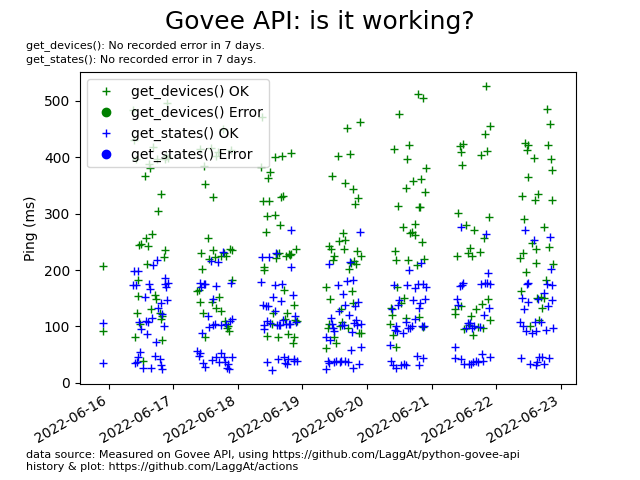 Govee API: is it working?
get_devices(): No recorded error in 7 days.
get_states(): No recorded error in 7 days.
get_devices() OK
get_devices() Error
get_states() OK
get_states() Error
Ping (ms)
500
400
300
200
100
0
2022-06-16
2022-06-17
2022-06-18
2022-06-19
2022-06-20
2022-06-21
2022-06-22
2022-06-23
data source: Measured on Govee API, using https://github.com/LaggAt/python-govee-api
history & plot: https://github.com/LaggAt/actions